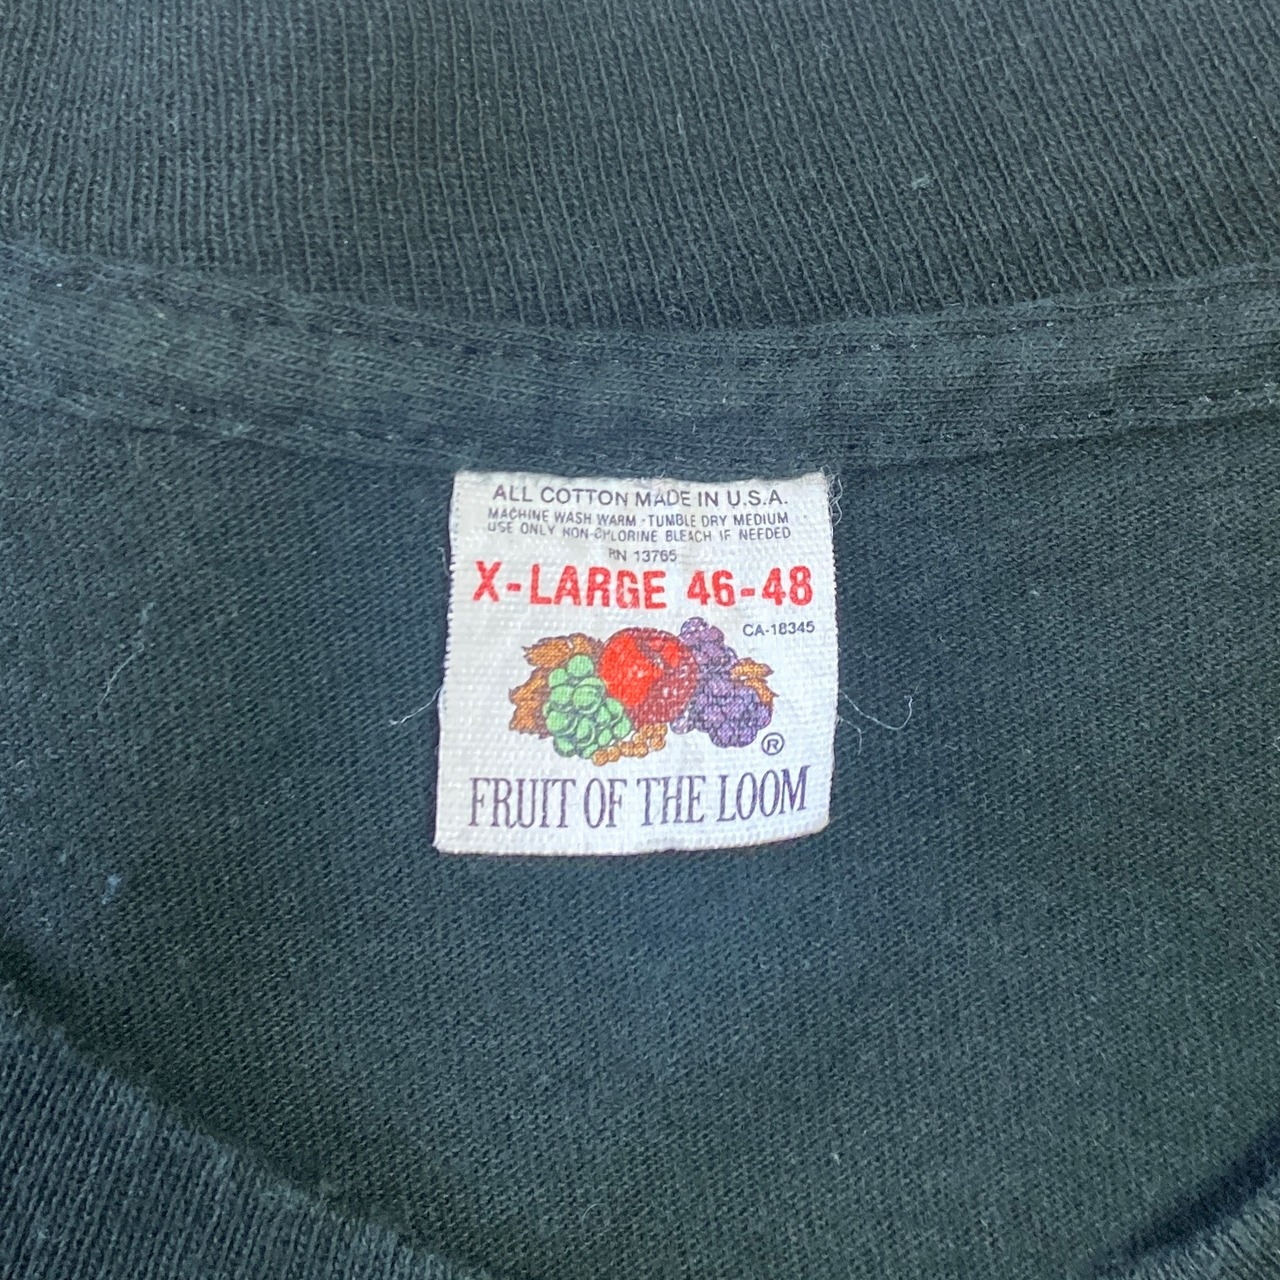 ALL COTTON MADE IN U.S.A.
MACHINE WASH WARM · TUMBLE DRY MEDIUM
USE ONLY NON-CHLORINE BLEACH IF NEEDED
RN 13765
X-LARGE 46-48
CA-18345
®
FRUIT OF THE LOOM